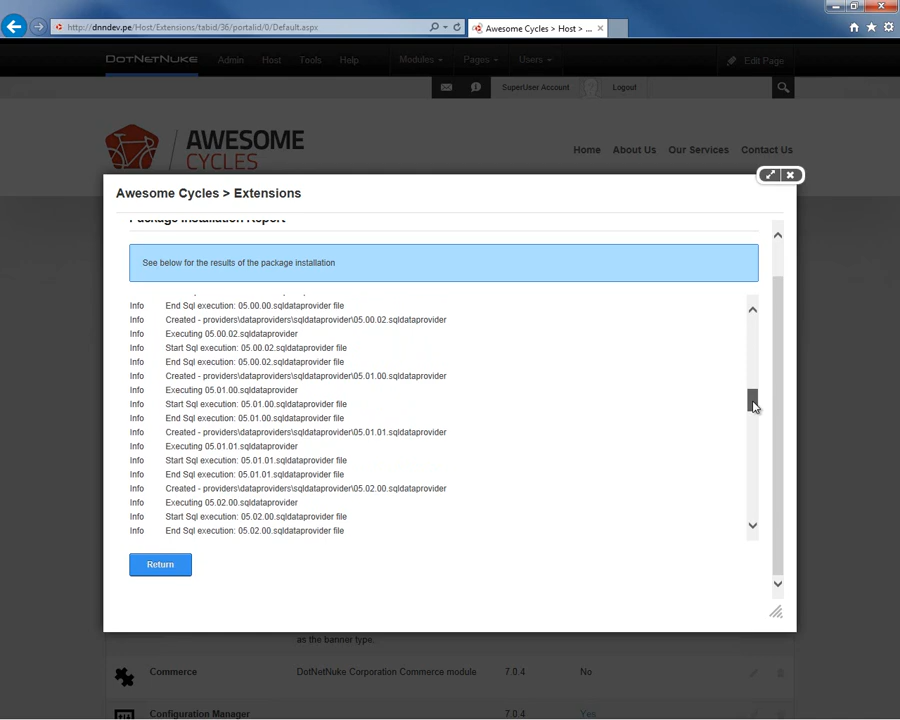 http://dnndev.pe/Host/Extensions/tabid/36/portalid/0/Default.aspx
Awesome Cycles > Host > ...
DOTNETNUKE Admin Host Tools Help Modules Pages Users Edit Page
SuperUser Account Logout
AWESOME
CYCLES
Home About Us Our Services Contact Us
Awesome Cycles > Extensions
Package Installation Report
See below for the results of the package installation
Info End Sql execution: 05.00.00.sqldataprovider file
Info Created - providers\dataproviders\sqldataprovider\05.00.02.sqldataprovider
Info Executing 05.00.02.sqldataprovider
Info Start Sql execution: 05.00.02.sqldataprovider file
Info End Sql execution: 05.00.02.sqldataprovider file
Info Created - providers\dataproviders\sqldataprovider\05.01.00.sqldataprovider
Info Executing 05.01.00.sqldataprovider
Info Start Sql execution: 05.01.00.sqldataprovider file
Info End Sql execution: 05.01.00.sqldataprovider file
Info Created - providers\dataproviders\sqldataprovider\05.01.01.sqldataprovider
Info Executing 05.01.01.sqldataprovider
Info Start Sql execution: 05.01.01.sqldataprovider file
Info End Sql execution: 05.01.01.sqldataprovider file
Info Created - providers\dataproviders\sqldataprovider\05.02.00.sqldataprovider
Info Executing 05.02.00.sqldataprovider
Info Start Sql execution: 05.02.00.sqldataprovider file
Info End Sql execution: 05.02.00.sqldataprovider file
Return
as the banner type.
Commerce DotNetNuke Corporation Commerce module 7.0.4 No
Configuration Manager 7.0.4 Yes